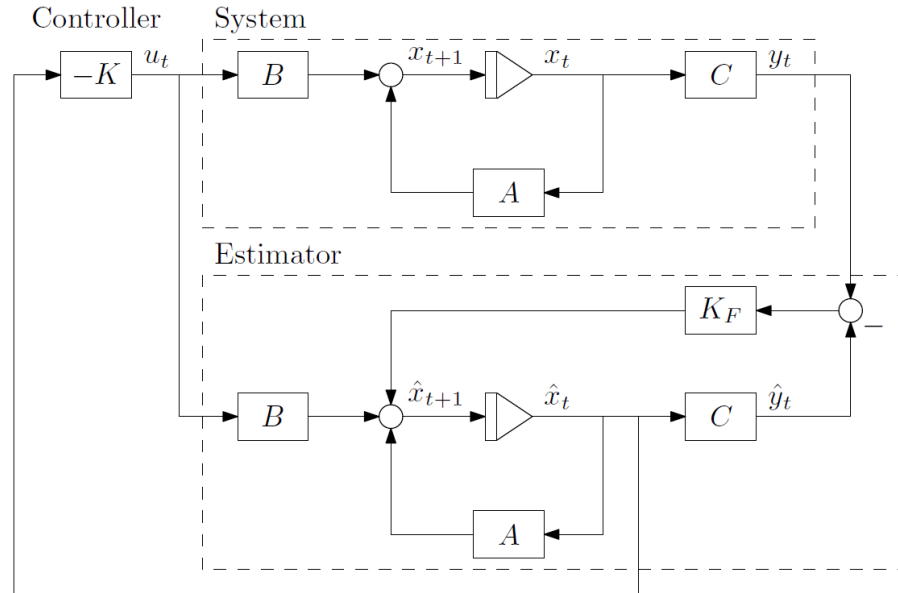 Controller
System
−K
u_t
B
x_{t+1}
x_t
C
y_t
A
Estimator
K_F
−
B
x̂_{t+1}
x̂_t
C
ŷ_t
A